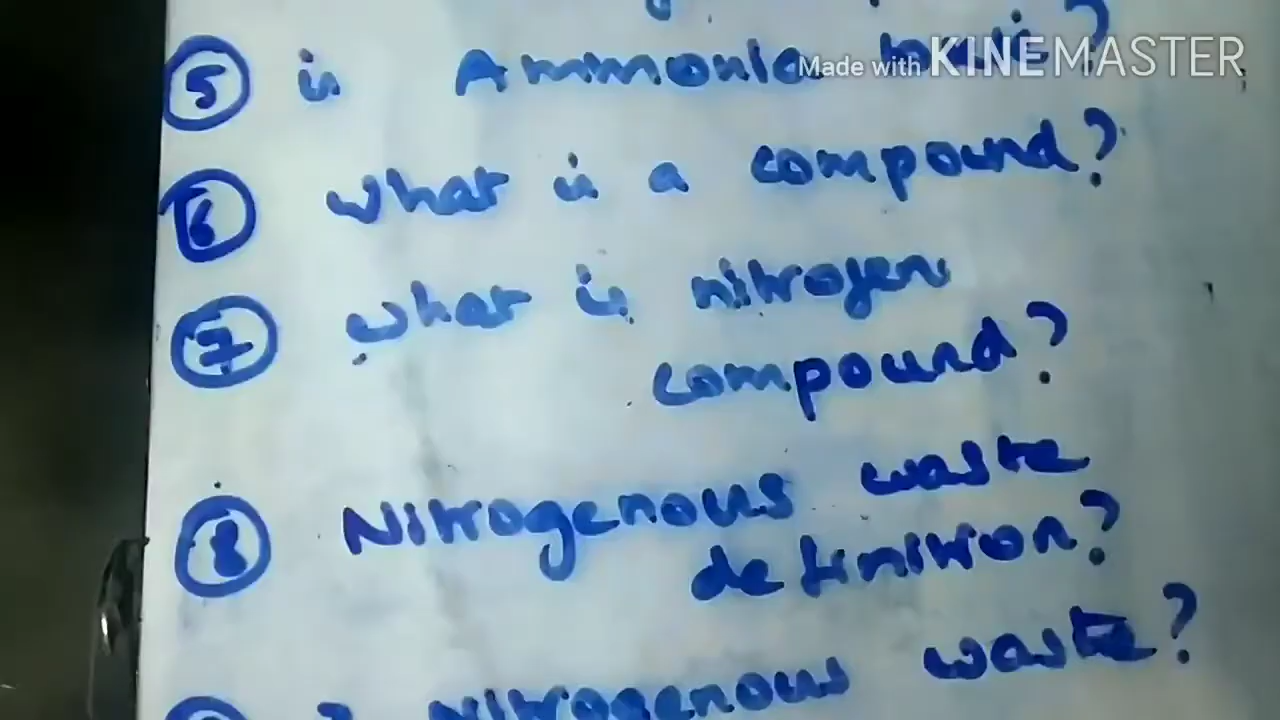 5 is Ammonia
Made with KINEMASTER
6 What is a compound?
7 What is nitrogen
compound?
8 Nitrogenous waste
definition?
? Nitrogenous waste?